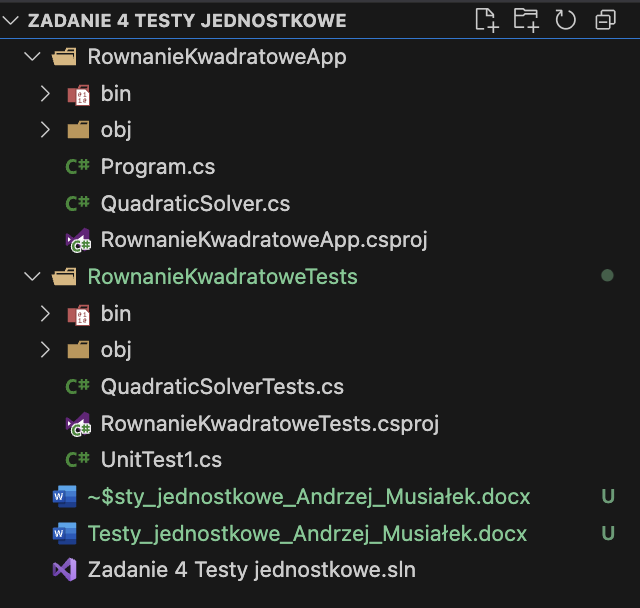 ZADANIE 4 TESTY JEDNOSTKOWE
RownanieKwadratoweApp
bin
obj
C# Program.cs
C# QuadraticSolver.cs
RownanieKwadratoweApp.csproj
RownanieKwadratoweTests
bin
obj
C# QuadraticSolverTests.cs
RownanieKwadratoweTests.csproj
C# UnitTest1.cs
~$sty_jednostkowe_Andrzej_Musiałek.docx U
Testy_jednostkowe_Andrzej_Musiałek.docx U
Zadanie 4 Testy jednostkowe.sln